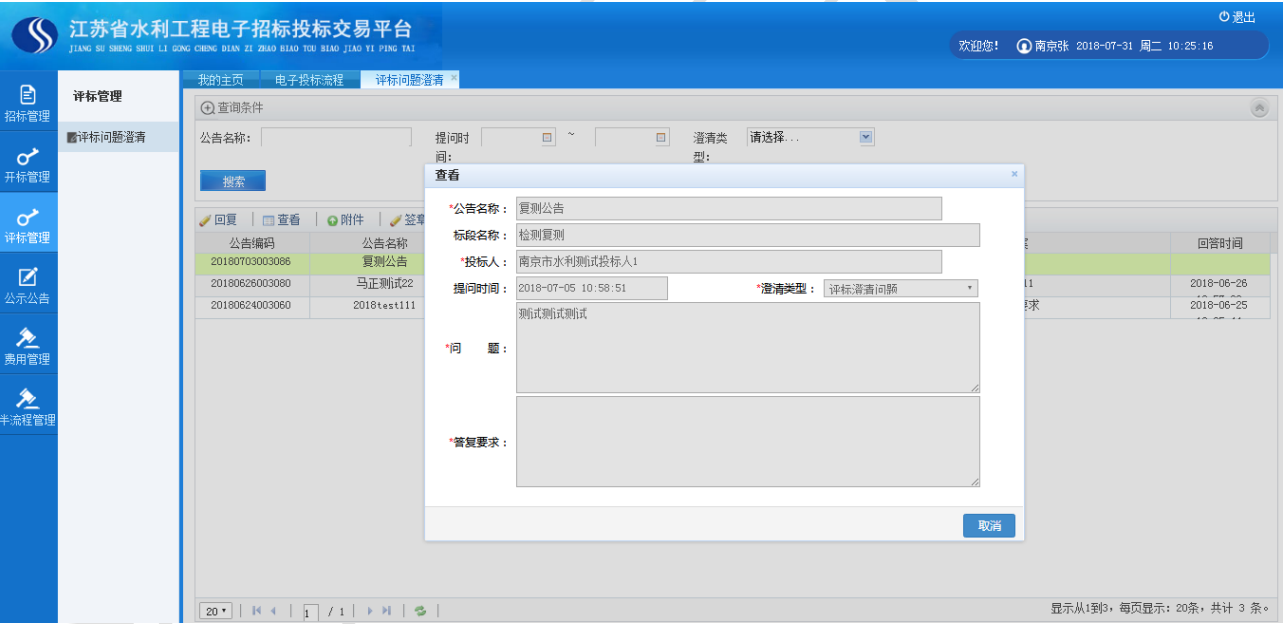 江苏省水利工程电子招标投标交易平台
JIANG SU SHENG SHUI LI GONG CHENG DIAN ZI ZHAO BIAO TOU BIAO JIAO YI PING TAI
退出
欢迎您! 南京张 2018-07-31 周二 10:25:16
招标管理
开标管理
评标管理
公示公告
费用管理
半流程管理
评标管理
评标问题澄清
我的主页 电子投标流程 评标问题澄清 ×
查询条件
公告名称: 提问时间: ~ 澄清类型: 请选择...
搜索
回复 查看 附件 签章
公告编码 公告名称 回答时间
20180703003086 复测公告
20180626003080 马正测试22 11 2018-06-26
20180624003060 2018test111 要求 2018-06-25
查看 ×
*公告名称: 复测公告
标段名称: 检测复测
*投标人: 南京市水利测试投标人1
提问时间: 2018-07-05 10:58:51 *澄清类型: 评标澄清问题
*问 题: 测试测试测试
*答复要求:
取消
20 1 / 1
显示从1到3，每页显示：20条，共计 3 条。